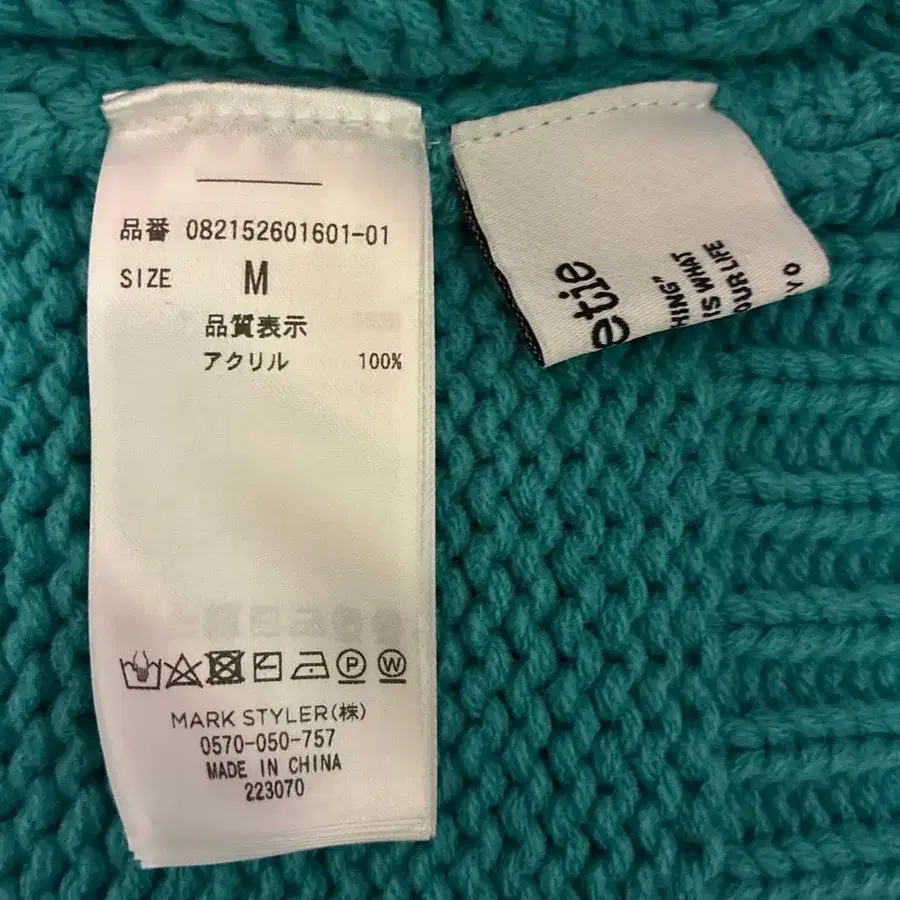 品番 082152601601-01
SIZE M
品質表示
アクリル 100%
P W
MARK STYLER(株)
0570-050-757
MADE IN CHINA
223070
etie
HING"
IS WHAT
OUR LIFE